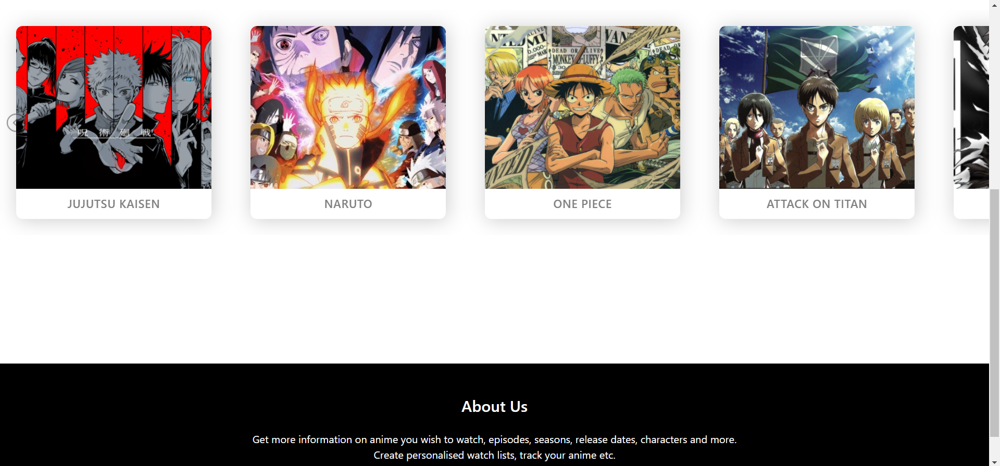 呪 術 廻 戦
WANTED
DEAD OR ALIVE
MONKEY·D·LUFFY
JUJUTSU KAISEN
NARUTO
ONE PIECE
ATTACK ON TITAN
About Us
Get more information on anime you wish to watch, episodes, seasons, release dates, characters and more.
Create personalised watch lists, track your anime etc.